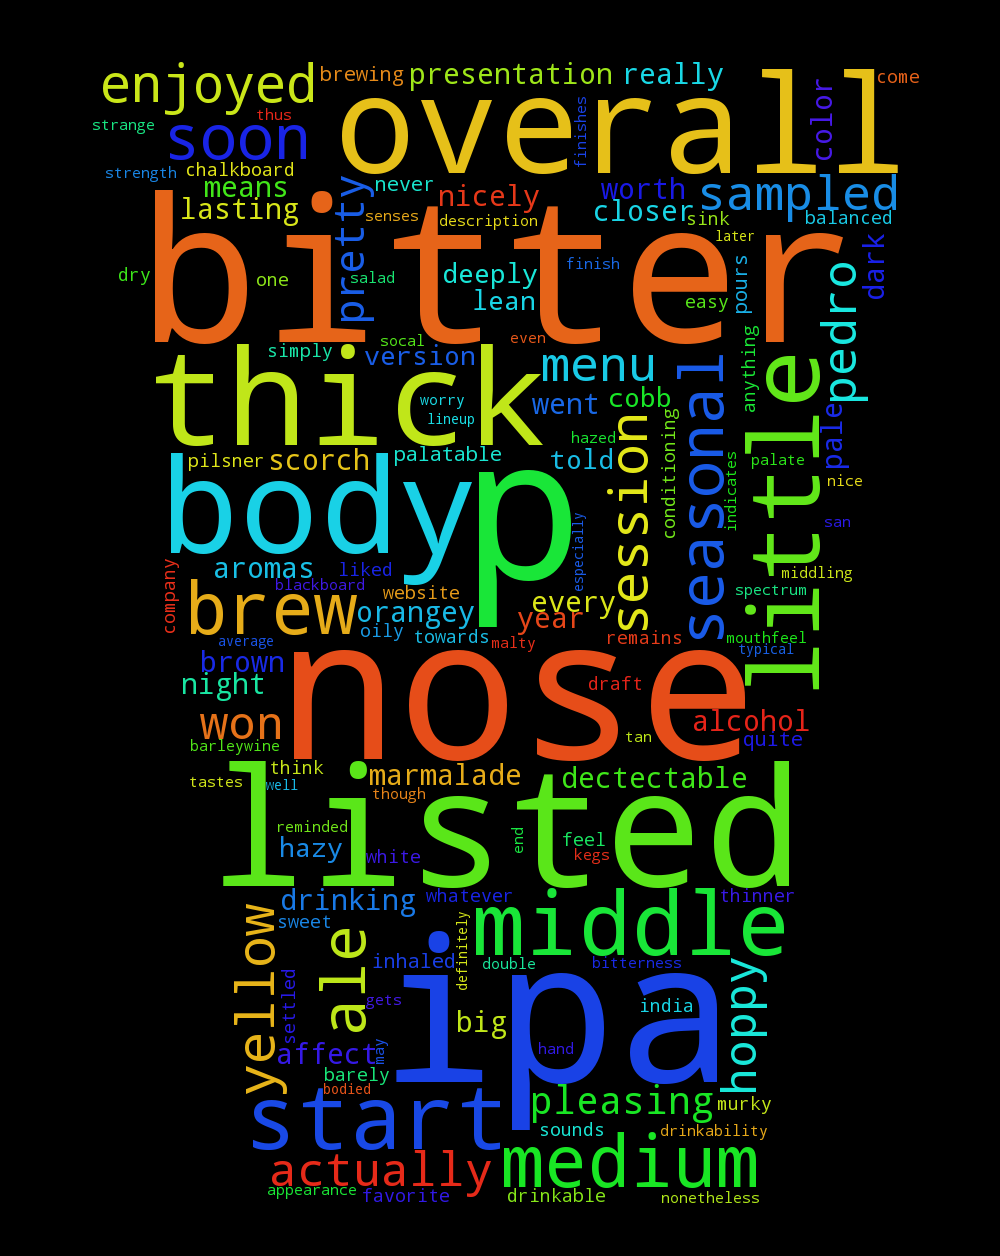 enjoyed
brewing
presentation
really
overall
come
color
finishes
strange
thus
soon
strength
chalkboard
means
never
nicely
worth
sampled
lasting
pretty
senses
description
closer
sink
balanced
later
bitter
dry
one
salad
deeply
finish
lean
easy
pours
dark
pedro
simply
socal
version
even
menu
anything
thick
worry
lineup
went
cobb
seasonal
little
pale
hazed
session
conditioning
pilsner
scorch
palatable
told
indicates
palate
nice
body
p
especially
san
company
aromas
liked
middling
blackboard
website
every
spectrum
brew
orangey
year
oily
towards
malty
remains
mouthfeel
average
typical
brown
night
nose
draft
won
tan
alcohol
quite
barleywine
think
marmalade
dectectable
tastes
well
though
listed
reminded
end
feel
hazy
white
kegs
drinking
whatever
thinner
sweet
middle
yellow
ale
definitely
inhaled
double
bitterness
hoppy
settled
gets
ipa
india
big
affect
may
hand
barely
bodied
start
pleasing
murky
sounds
drinkability
actually
medium
appearance
favorite
drinkable
nonetheless